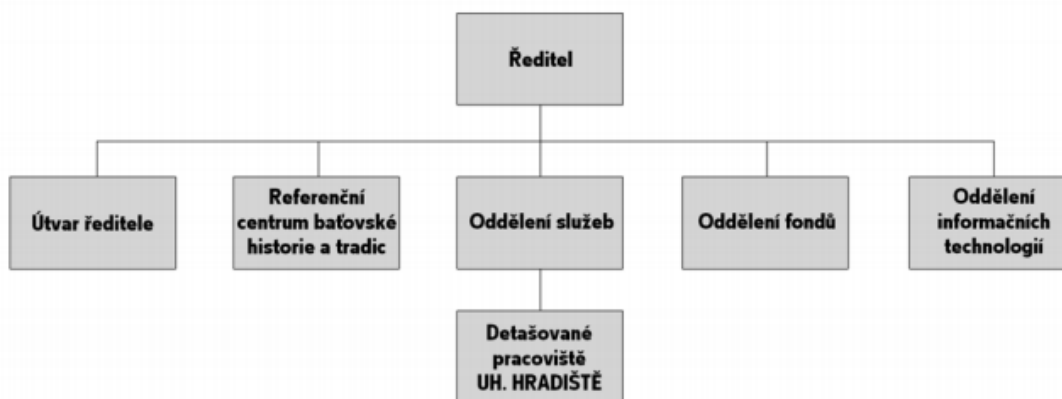 Ředitel
Útvar ředitele
Referenční
centrum baťovské
historie a tradic
Oddělení služeb
Oddělení fondů
Oddělení
informačních
technologií
Detašované
pracoviště
UH. HRADIŠTĚ